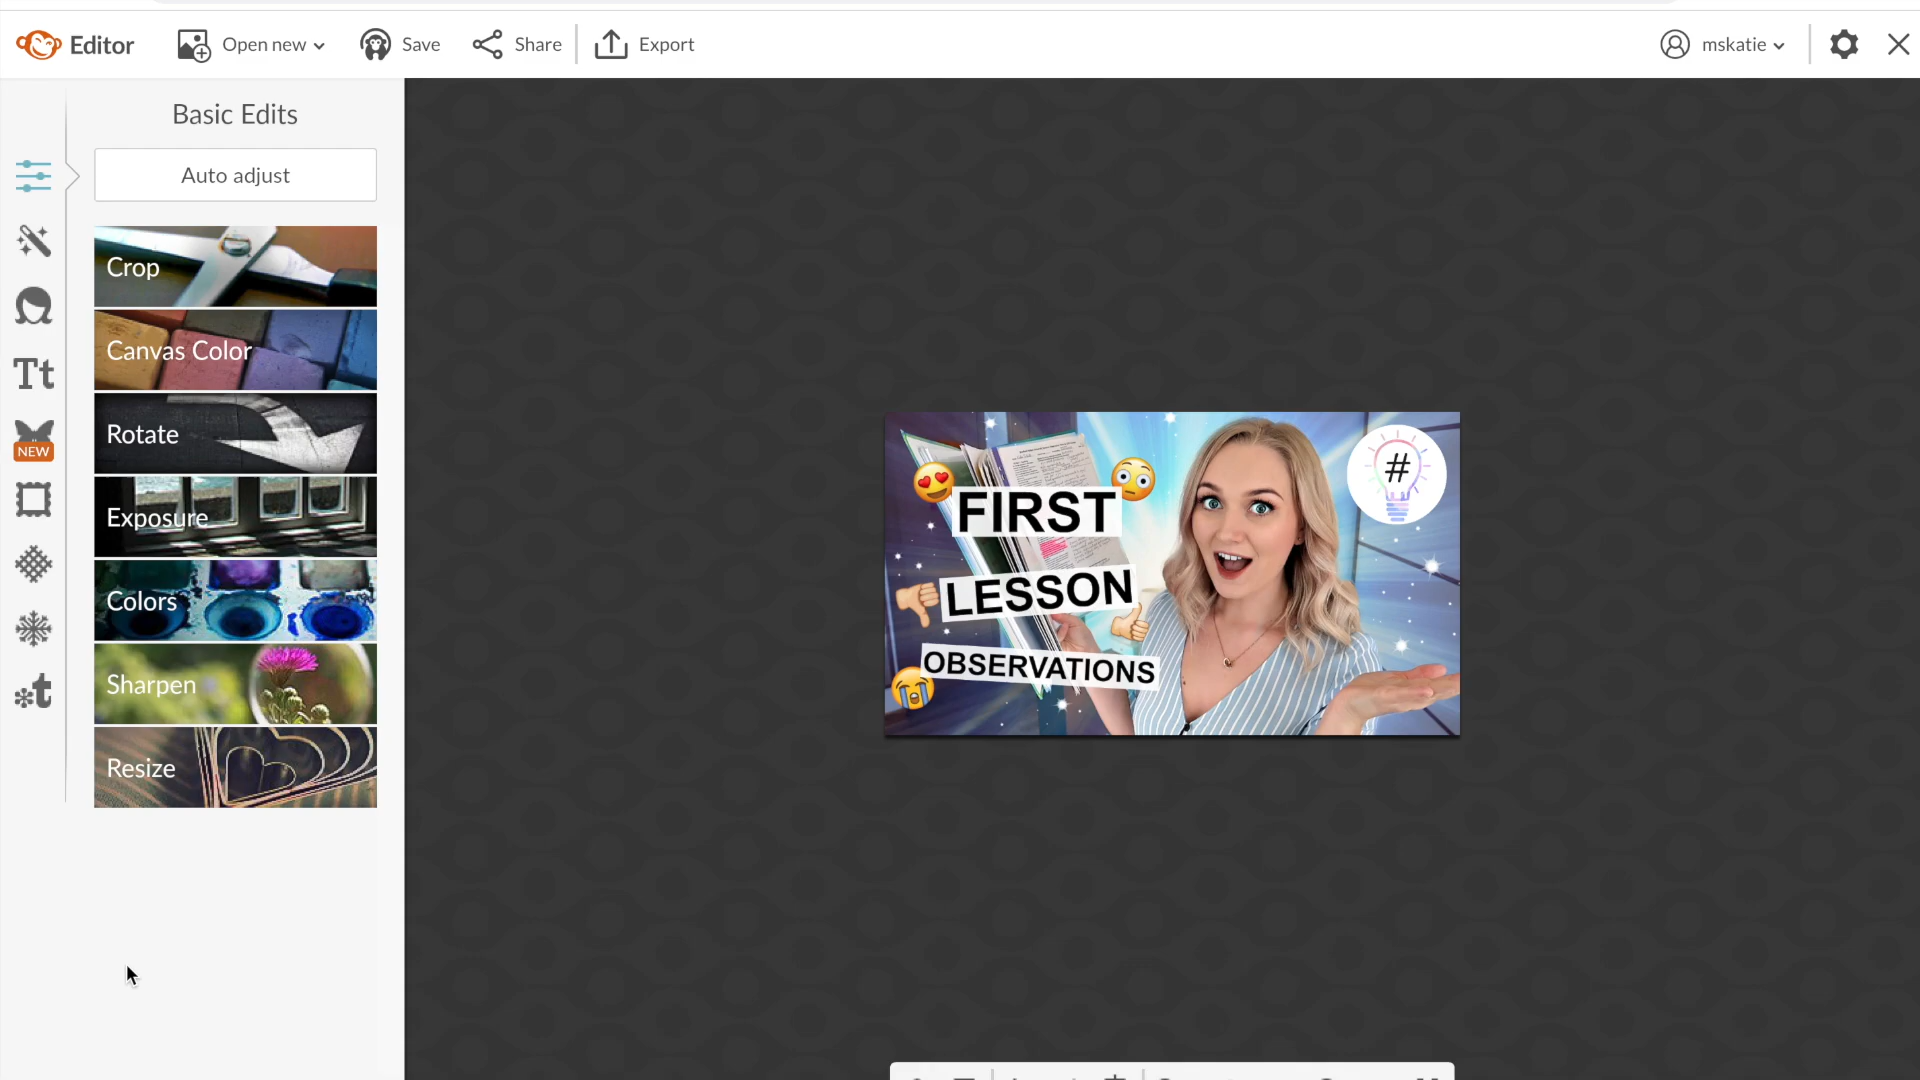 Editor
Open new
Save
Share
Export
mskatie
Basic Edits
Auto adjust
Crop
Canvas Color
Rotate
Exposure
Colors
Sharpen
Resize
Tt
NEW
t
FIRST
LESSON
OBSERVATIONS
#